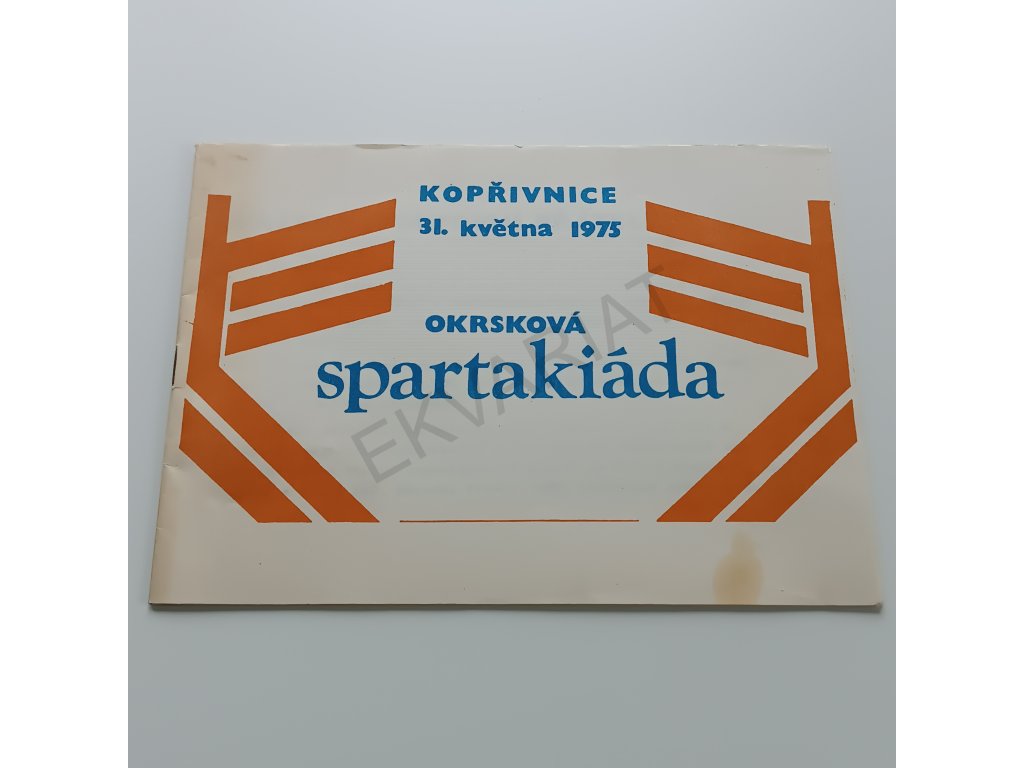 KOPŘIVNICE
31. května 1975
OKRSKOVÁ
spartakiáda
EKVARIAT